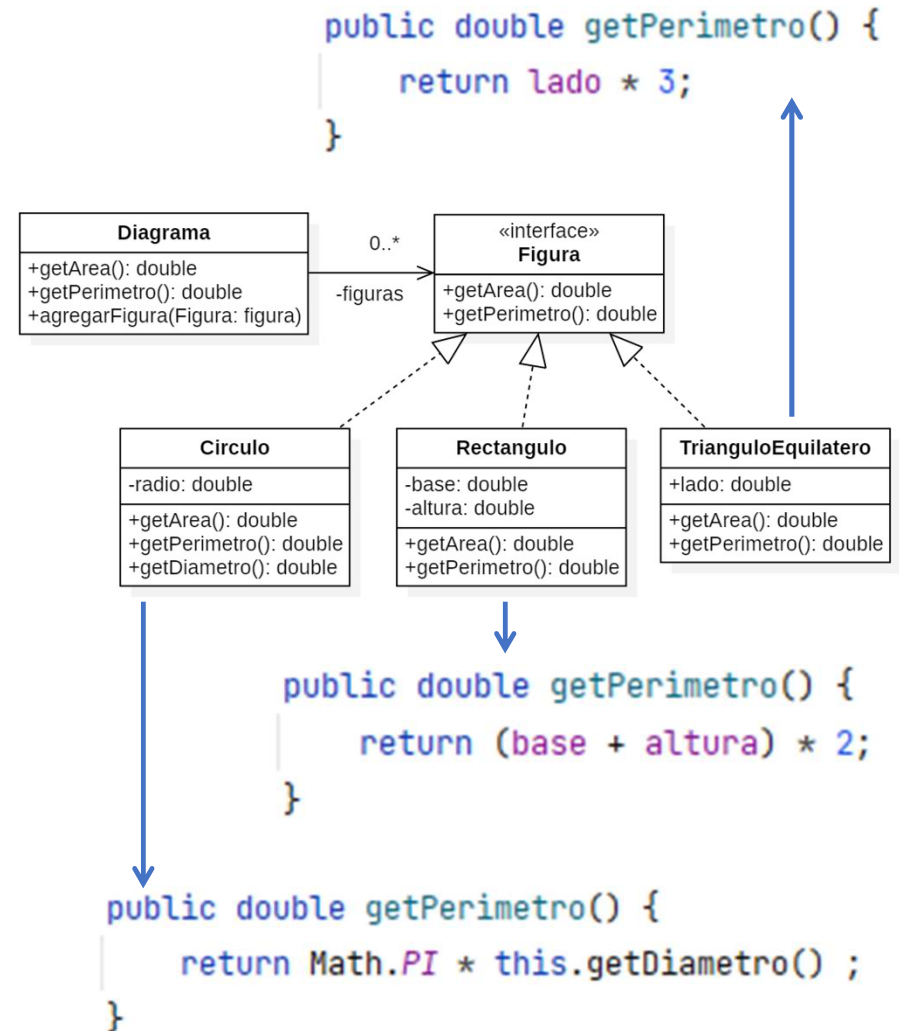 public double getPerimetro() {
return lado * 3;
}
Diagrama
+getArea(): double
+getPerimetro(): double
+agregarFigura(Figura: figura)
0..*
-figuras
«interface»
Figura
+getArea(): double
+getPerimetro(): double
Circulo
-radio: double
+getArea(): double
+getPerimetro(): double
+getDiametro(): double
Rectangulo
-base: double
-altura: double
+getArea(): double
+getPerimetro(): double
TrianguloEquilatero
+lado: double
+getArea(): double
+getPerimetro(): double
public double getPerimetro() {
return (base + altura) * 2;
}
public double getPerimetro() {
return Math.PI * this.getDiametro() ;
}